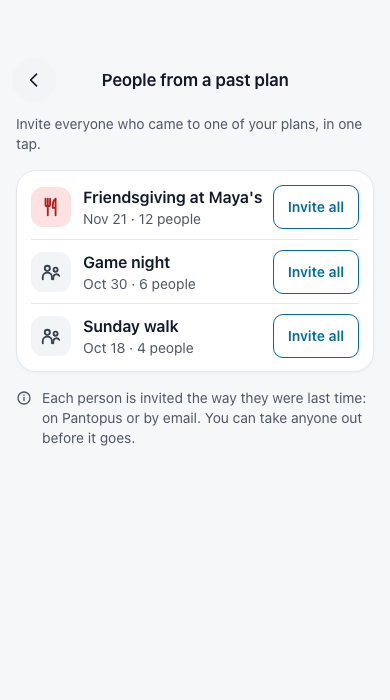 People from a past plan
Invite everyone who came to one of your plans, in one
tap.
Friendsgiving at Maya's
Nov 21 · 12 people
Invite all
Game night
Oct 30 · 6 people
Invite all
Sunday walk
Oct 18 · 4 people
Invite all
Each person is invited the way they were last time:
on Pantopus or by email. You can take anyone out
before it goes.